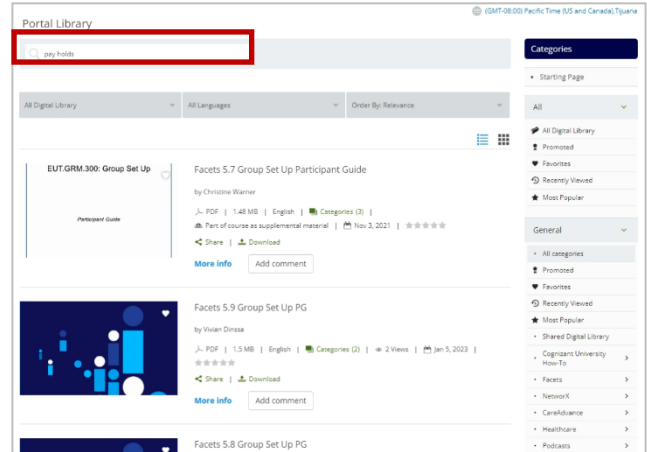 (GMT-08:00) Pacific Time (US and Canada),Tijuana
Portal Library
pay holds
All Digital Library
All Languages
Order By: Relevance
EUT.GRM.300: Group Set Up
Participant Guide
Facets 5.7 Group Set Up Participant Guide
by Christine Warner
PDF | 1.48 MB | English | Categories (3) |
Part of course as supplemental material | Nov 3, 2021 |
Share | Download
More info
Add comment
Facets 5.9 Group Set Up PG
by Vivian Dinssa
PDF | 1.5 MB | English | Categories (2) | 2 Views | Jan 5, 2023 |
Share | Download
More info
Add comment
Facets 5.8 Group Set Up PG
Categories
Starting Page
All
All Digital Library
Promoted
Favorites
Recently Viewed
Most Popular
General
All categories
Promoted
Favorites
Recently Viewed
Most Popular
Shared Digital Library
Cognizant University
How-To
Facets
NetworX
CareAdvance
Healthcare
Podcasts